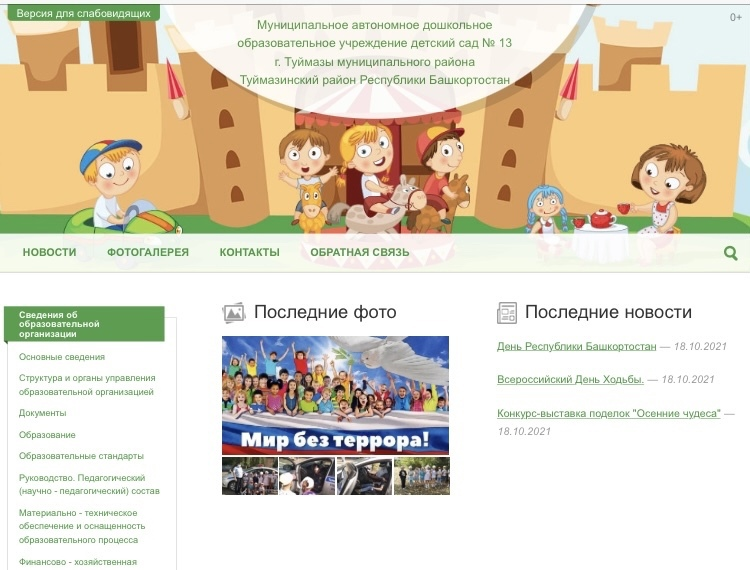 Версия для слабовидящих
0+
Муниципальное автономное дошкольное
образовательное учреждение детский сад № 13
г. Туймазы муниципального района
Туймазинский район Республики Башкортостан
НОВОСТИ ФОТОГАЛЕРЕЯ КОНТАКТЫ ОБРАТНАЯ СВЯЗЬ
Сведения об
образовательной
организации
Основные сведения
Структура и органы управления
образовательной организацией
Документы
Образование
Образовательные стандарты
Руководство. Педагогический
(научно - педагогический) состав
Материально - техническое
обеспечение и оснащенность
образовательного процесса
Финансово - хозяйственная
Последние фото
Мир без террора!
Последние новости
День Республики Башкортостан — 18.10.2021
Всероссийский День Ходьбы. — 18.10.2021
Конкурс-выставка поделок "Осенние чудеса" —
18.10.2021